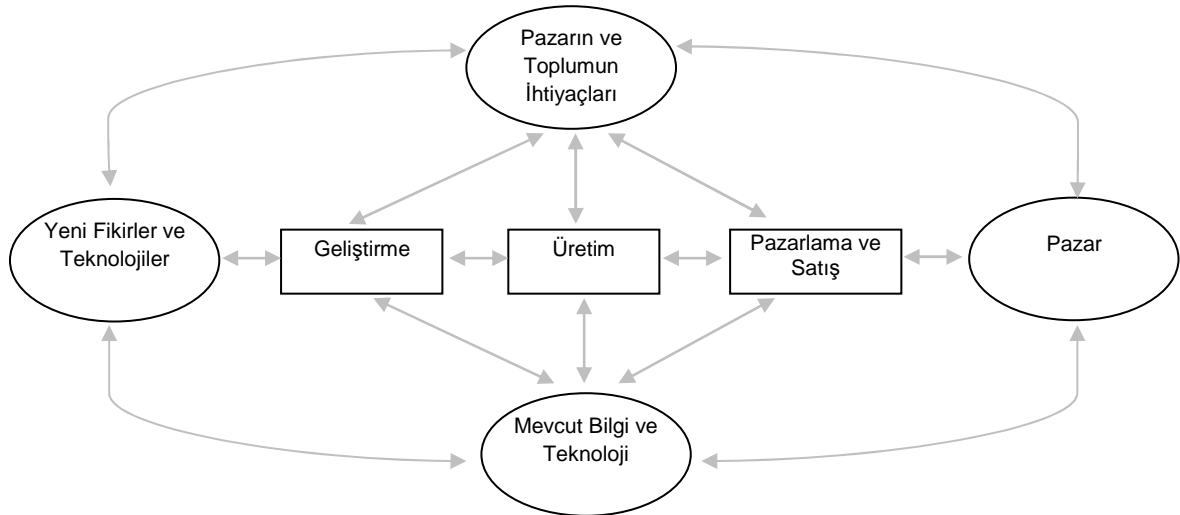 Pazarın ve
Toplumun
İhtiyaçları
Yeni Fikirler ve
Teknolojiler
Geliştirme
Üretim
Pazarlama ve
Satış
Pazar
Mevcut Bilgi ve
Teknoloji